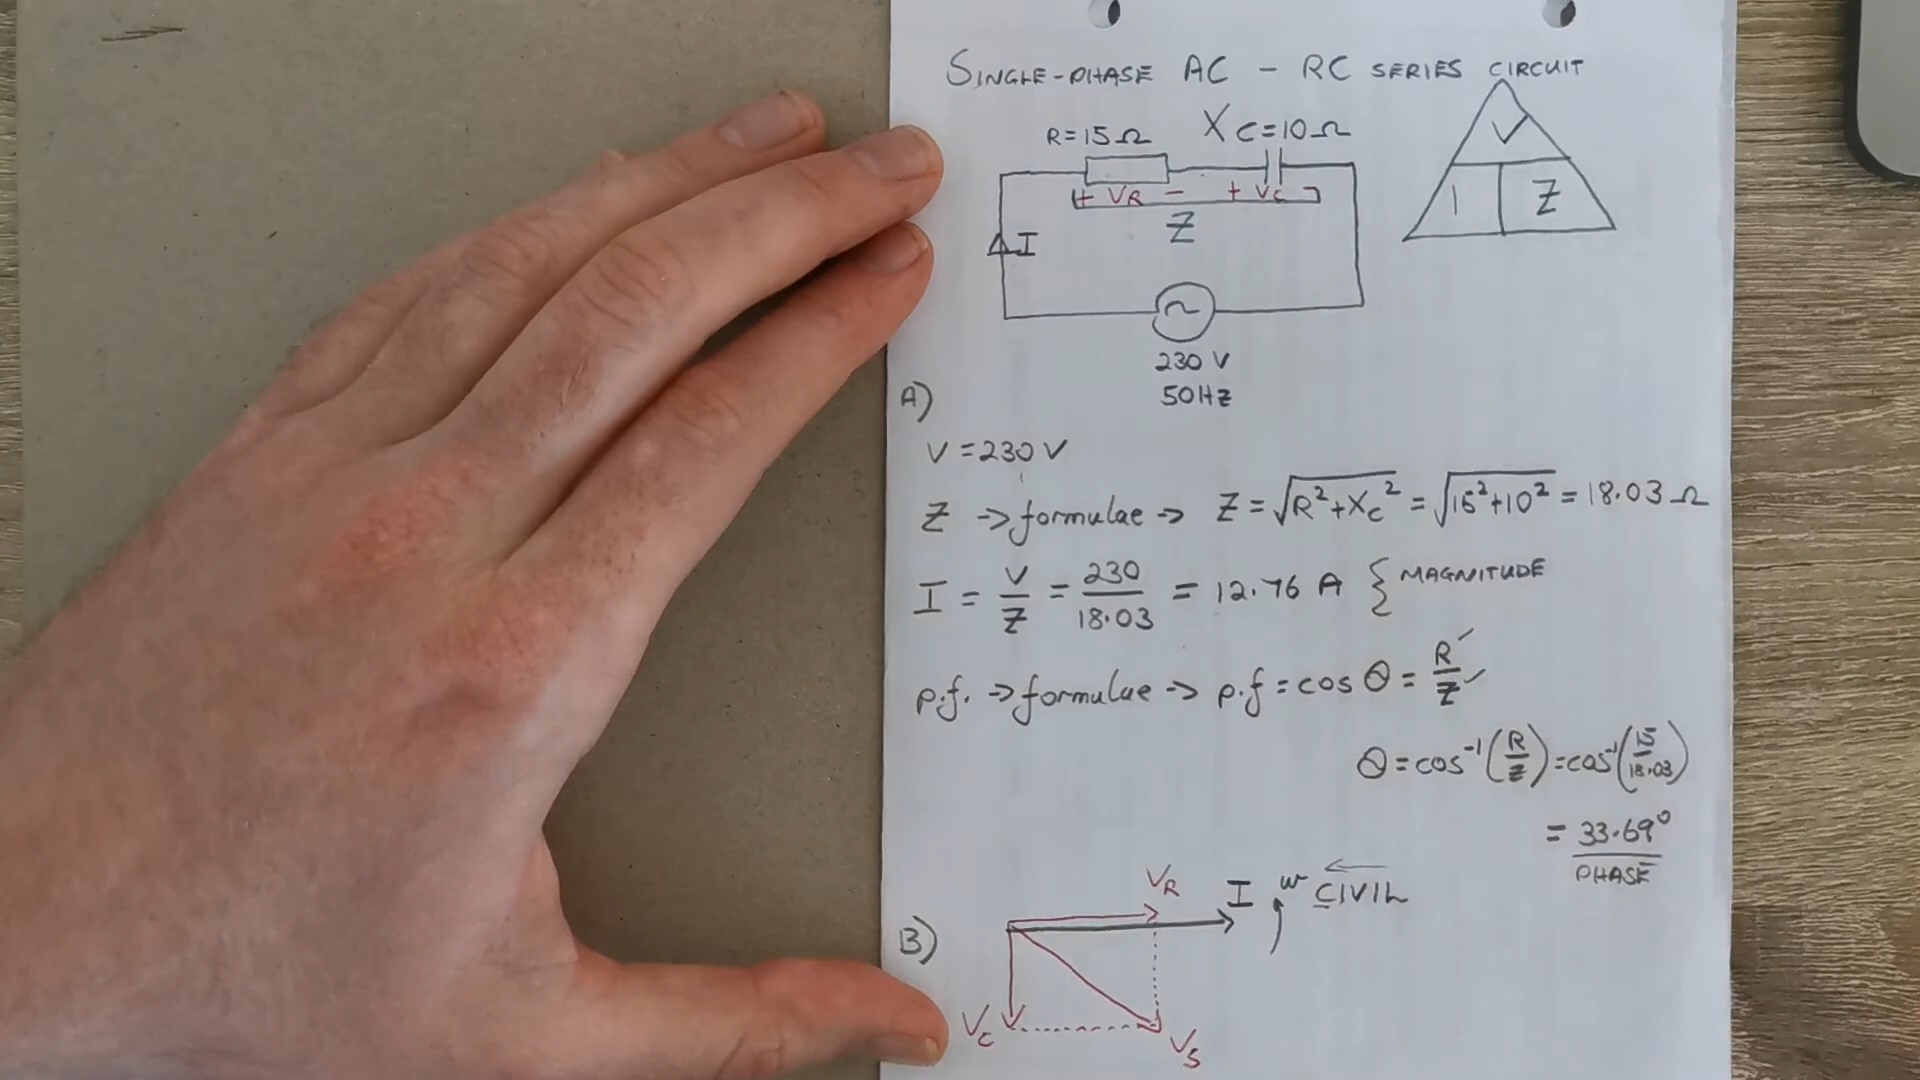 SINGLE-PHASE AC - RC SERIES CIRCUIT
R=15Ω XC=10Ω
V
I Z
+ VR - + VC
Z
I
230 V
50HZ
A)
V = 230 V
Z -> formulae -> Z = √R²+Xc² = √15²+10² = 18.03 Ω
I = V/Z = 230/18.03 = 12.76 A { MAGNITUDE
p.f. -> formulae -> p.f = cos θ = R/Z
θ = cos⁻¹(R/Z) = cos⁻¹(15/18.03)
= 33.69°
PHASE
B)
VR I w CIVIL
VC VS